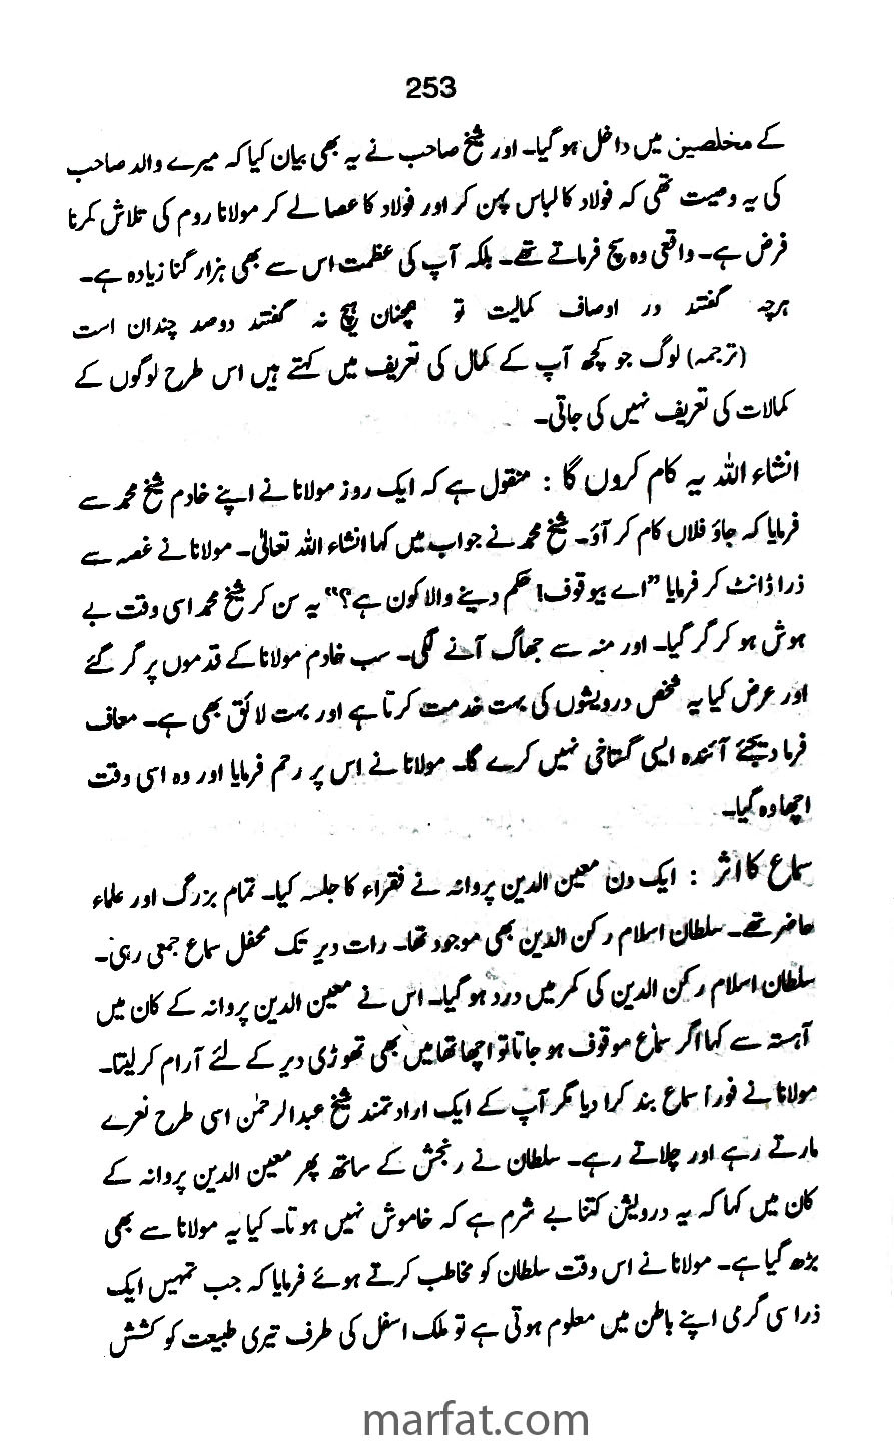 253
کے مخلصین میں داخل ہو گیا۔ اور شیخ صاحب نے یہ بھی بیان کیا کہ میرے والد صاحب
کی یہ وصیت تھی کہ فولاد کا لباس پہن کر اور فولاد کا عصا لے کر مولانا روم کی تلاش کرنا
فرض ہے۔ واقعی وہ سچ فرماتے تھے۔ بلکہ آپ کی عظمت اس سے بھی ہزار گنا زیادہ ہے۔
ہرچہ گفتند در اوصاف کمالیت تو ہمچنان ہیچ نہ گفتند دوصد چندان است
(ترجمہ) لوگ جو کچھ آپ کے کمال کی تعریف میں کہتے ہیں اس طرح لوگوں کے
کمالات کی تعریف نہیں کی جاتی۔
انشاء اللہ یہ کام کروں گا : منقول ہے کہ ایک روز مولانا نے اپنے خادم شیخ محمد سے
فرمایا کہ جاؤ فلاں کام کر آؤ۔ شیخ محمد نے جواب میں کہا انشاء اللہ تعالیٰ۔ مولانا نے غصہ سے
ذرا ڈانٹ کر فرمایا ”اے بیوقوف! حکم دینے والا کون ہے؟“ یہ سن کر شیخ محمد اسی وقت بے
ہوش ہو کر گر گیا۔ اور منہ سے جھاگ آنے لگی۔ سب خادم مولانا کے قدموں پر گر گئے
اور عرض کیا یہ شخص درویشوں کی بہت خدمت کرتا ہے اور بہت لائق بھی ہے۔ معاف
فرما دیجئے آئندہ ایسی گستاخی نہیں کرے گا۔ مولانا نے اس پر رحم فرمایا اور وہ اسی وقت
اچھا وہ گیا۔
سماع کا اثر : ایک دن معین الدین پروانہ نے فقراء کا جلسہ کیا۔ تمام بزرگ اور علماء
حاضر تھے۔ سلطان اسلام رکن الدین بھی موجود تھا۔ رات دیر تک محفل سماع جمعی رہی۔
سلطان اسلام رکن الدین کی کمر میں درد ہو گیا۔ اس نے معین الدین پروانہ کے کان میں
آہستہ سے کہا اگر سماع موقوف ہو جاتا تو اچھا تھا میں بھی تھوڑی دیر کے لئے آرام کر لیتا۔
مولانا نے فوراً سماع بند کرا دیا مگر آپ کے ایک ارادتمند شیخ عبدالرحمٰن اسی طرح نعرے
مارتے رہے اور چلاتے رہے۔ سلطان نے رنجش کے ساتھ پھر معین الدین پروانہ کے
کان میں کہا کہ یہ درویش کتنا بے شرم ہے کہ خاموش نہیں ہوتا۔ کیا یہ مولانا سے بھی
بڑھ گیا ہے۔ مولانا نے اس وقت سلطان کو مخاطب کرتے ہوئے فرمایا کہ جب تمہیں ایک
ذرا سی گرمی اپنے باطن میں معلوم ہوتی ہے تو ملک اسفل کی طرف تیری طبیعت کو کشش
marfat.com